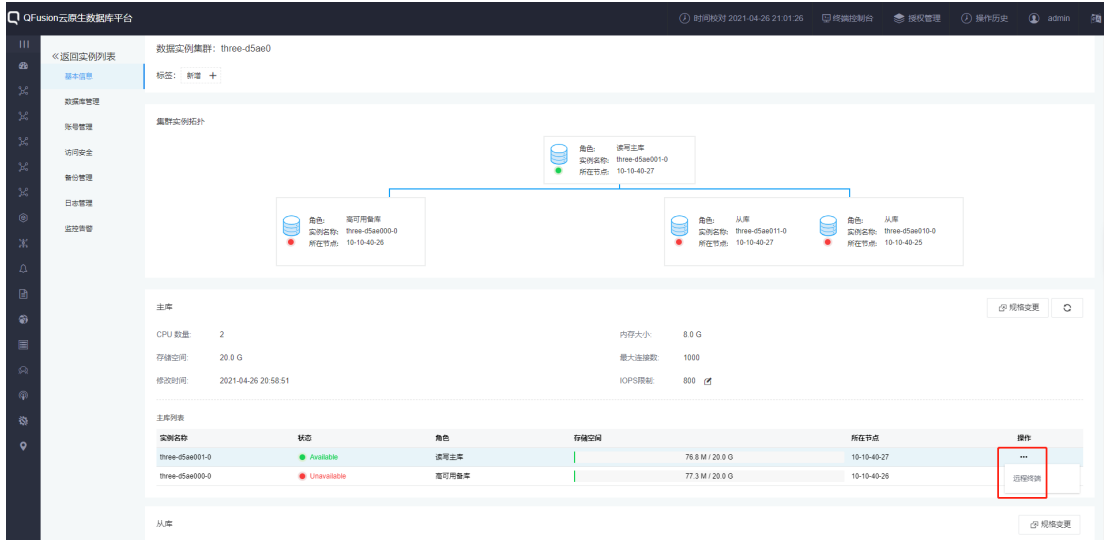 QFusion云原生数据库平台
时间校对 2021-04-26 21:01:26 终端控制台 授权管理 操作历史 admin
«返回实例列表
基本信息
数据库管理
账号管理
访问安全
备份管理
日志管理
监控告警
数据实例集群: three-d5ae0
标签: 新增 +
集群实例拓扑
角色: 读写主库
实例名称: three-d5ae001-0
所在节点: 10-10-40-27
角色: 高可用备库
实例名称: three-d5ae000-0
所在节点: 10-10-40-26
角色: 从库
实例名称: three-d5ae011-0
所在节点: 10-10-40-27
角色: 从库
实例名称: three-d5ae010-0
所在节点: 10-10-40-25
主库 规格变更
CPU 数量: 2 内存大小: 8.0 G
存储空间: 20.0 G 最大连接数: 1000
修改时间: 2021-04-26 20:58:51 IOPS限制: 800
主库列表
实例名称 状态 角色 存储空间 所在节点 操作
three-d5ae001-0 Available 读写主库 76.8 M / 20.0 G 10-10-40-27 ···
three-d5ae000-0 Unavailable 高可用备库 77.3 M / 20.0 G 10-10-40-26
远程终端
从库 规格变更